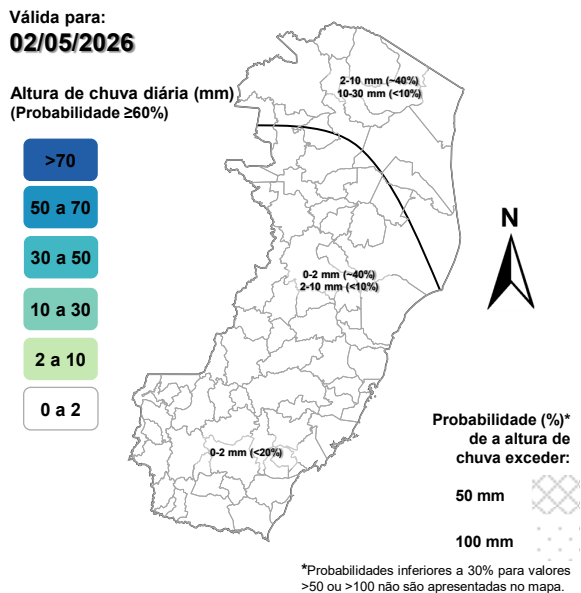 Válida para:
02/05/2026
Altura de chuva diária (mm)
(Probabilidade ≥60%)
>70
50 a 70
30 a 50
10 a 30
2 a 10
0 a 2
2-10 mm (~40%)
10-30 mm (<10%)
0-2 mm (~40%)
2-10 mm (<10%)
0-2 mm (<20%)
N
Probabilidade (%)*
de a altura de
chuva exceder:
50 mm
100 mm
*Probabilidades inferiores a 30% para valores
>50 ou >100 não são apresentadas no mapa.